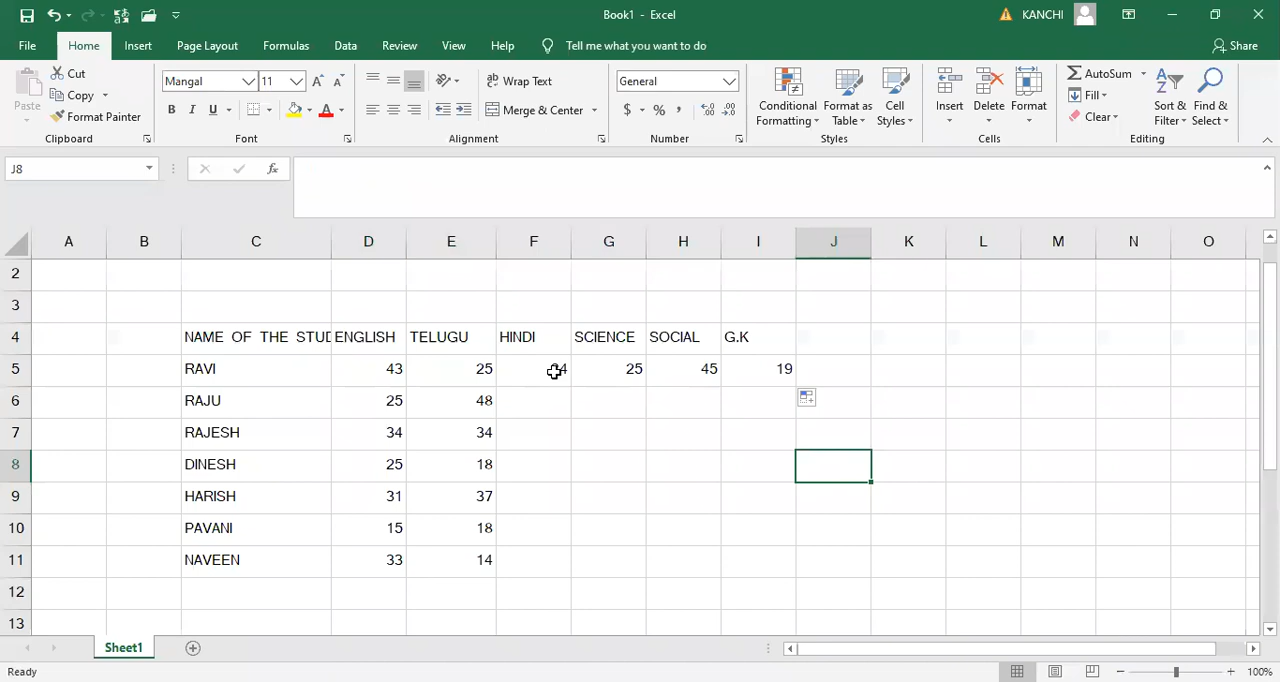 Book1 - Excel
KANCHI
File Home Insert Page Layout Formulas Data Review View Help Tell me what you want to do Share
Paste Cut Copy Format Painter Clipboard
Mangal 11 B I U A Font
Wrap Text Merge & Center Alignment
General $ % , Number
Conditional Formatting Format as Table Cell Styles Styles
Insert Delete Format Cells
AutoSum Fill Clear Sort & Filter Find & Select Editing
J8 fx
A B C D E F G H I J K L M N O
2
3
4 NAME OF THE STUD ENGLISH TELUGU HINDI SCIENCE SOCIAL G.K
5 RAVI 43 25 25 45 19
6 RAJU 25 48
7 RAJESH 34 34
8 DINESH 25 18
9 HARISH 31 37
10 PAVANI 15 18
11 NAVEEN 33 14
12
13
Sheet1
Ready 100%